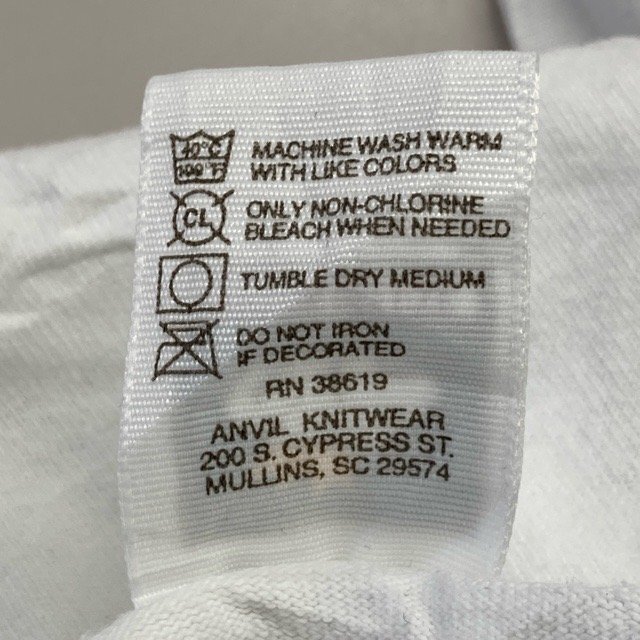 40°C
MACHINE WASH WARM
WITH LIKE COLORS
CL
ONLY NON-CHLORINE
BLEACH WHEN NEEDED
TUMBLE DRY MEDIUM
DO NOT IRON
IF DECORATED
RN 38619
ANVIL KNITWEAR
200 S. CYPRESS ST.
MULLINS, SC 29574